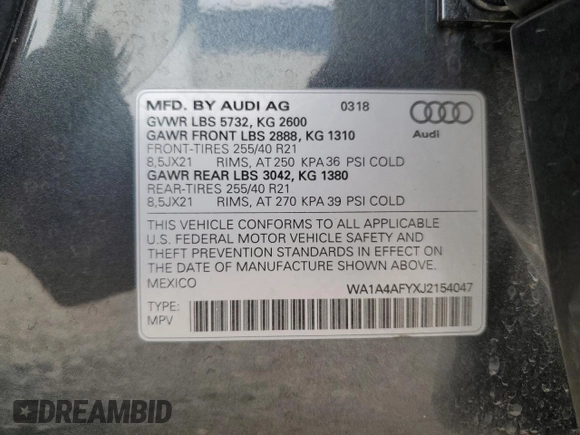 MFD. BY AUDI AG 0318
GVWR LBS 5732, KG 2600
GAWR FRONT LBS 2888, KG 1310
FRONT-TIRES 255/40 R21
8,5JX21 RIMS, AT 250 KPA 36 PSI COLD
GAWR REAR LBS 3042, KG 1380
REAR-TIRES 255/40 R21
8,5JX21 RIMS, AT 270 KPA 39 PSI COLD
Audi
THIS VEHICLE CONFORMS TO ALL APPLICABLE
U.S. FEDERAL MOTOR VEHICLE SAFETY AND
THEFT PREVENTION STANDARDS IN EFFECT ON
THE DATE OF MANUFACTURE SHOWN ABOVE.
MEXICO WA1A4AFYXJ2154047
TYPE:
MPV
DREAMBID